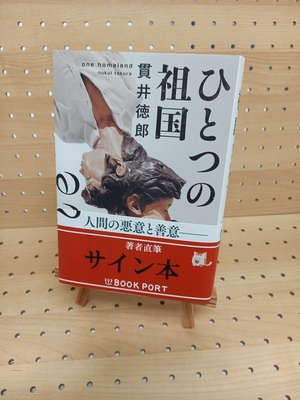 one homeland
nukui tokuro
ひとつの
祖国
貫井徳郎
人間の悪意と善意――
著者直筆
サイン本
BOOK PORT